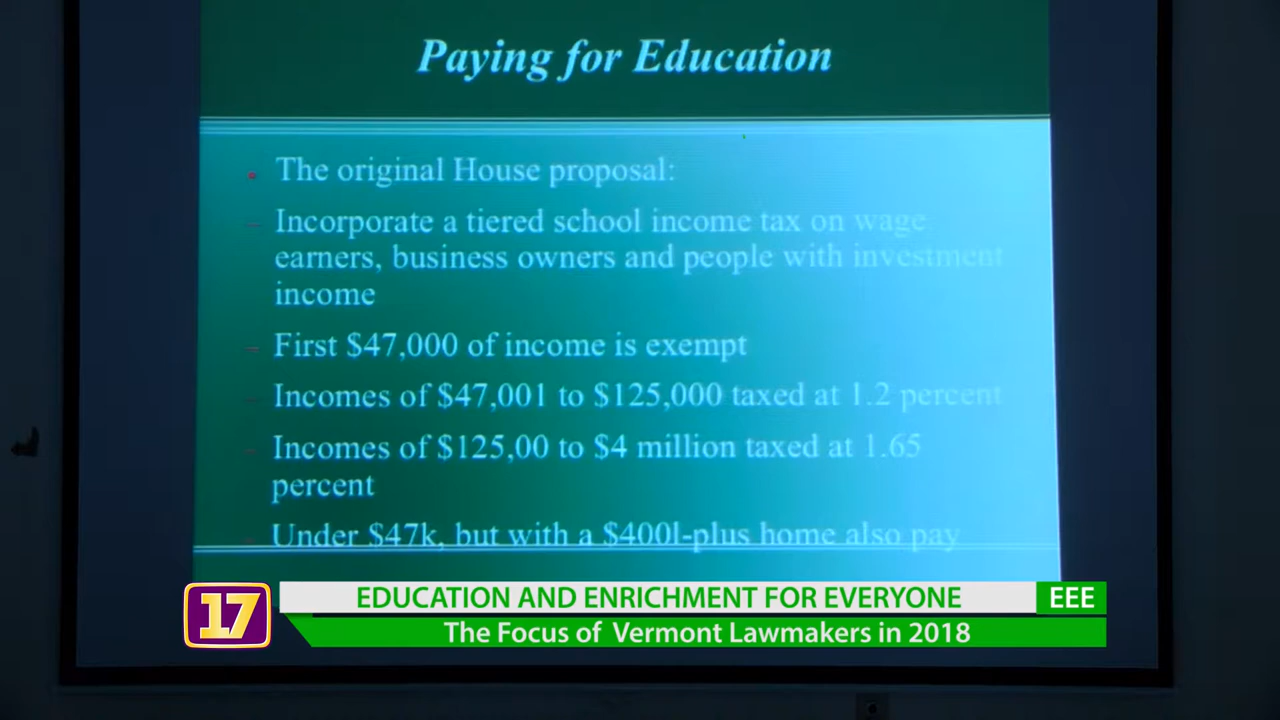 Paying for Education
The original House proposal:
Incorporate a tiered school income tax on wage
earners, business owners and people with investment
income
First $47,000 of income is exempt
Incomes of $47,001 to $125,000 taxed at 1.2 percent
Incomes of $125,00 to $4 million taxed at 1.65
percent
Under $47k, but with a $400l-plus home also pay
17
EDUCATION AND ENRICHMENT FOR EVERYONE
EEE
The Focus of Vermont Lawmakers in 2018